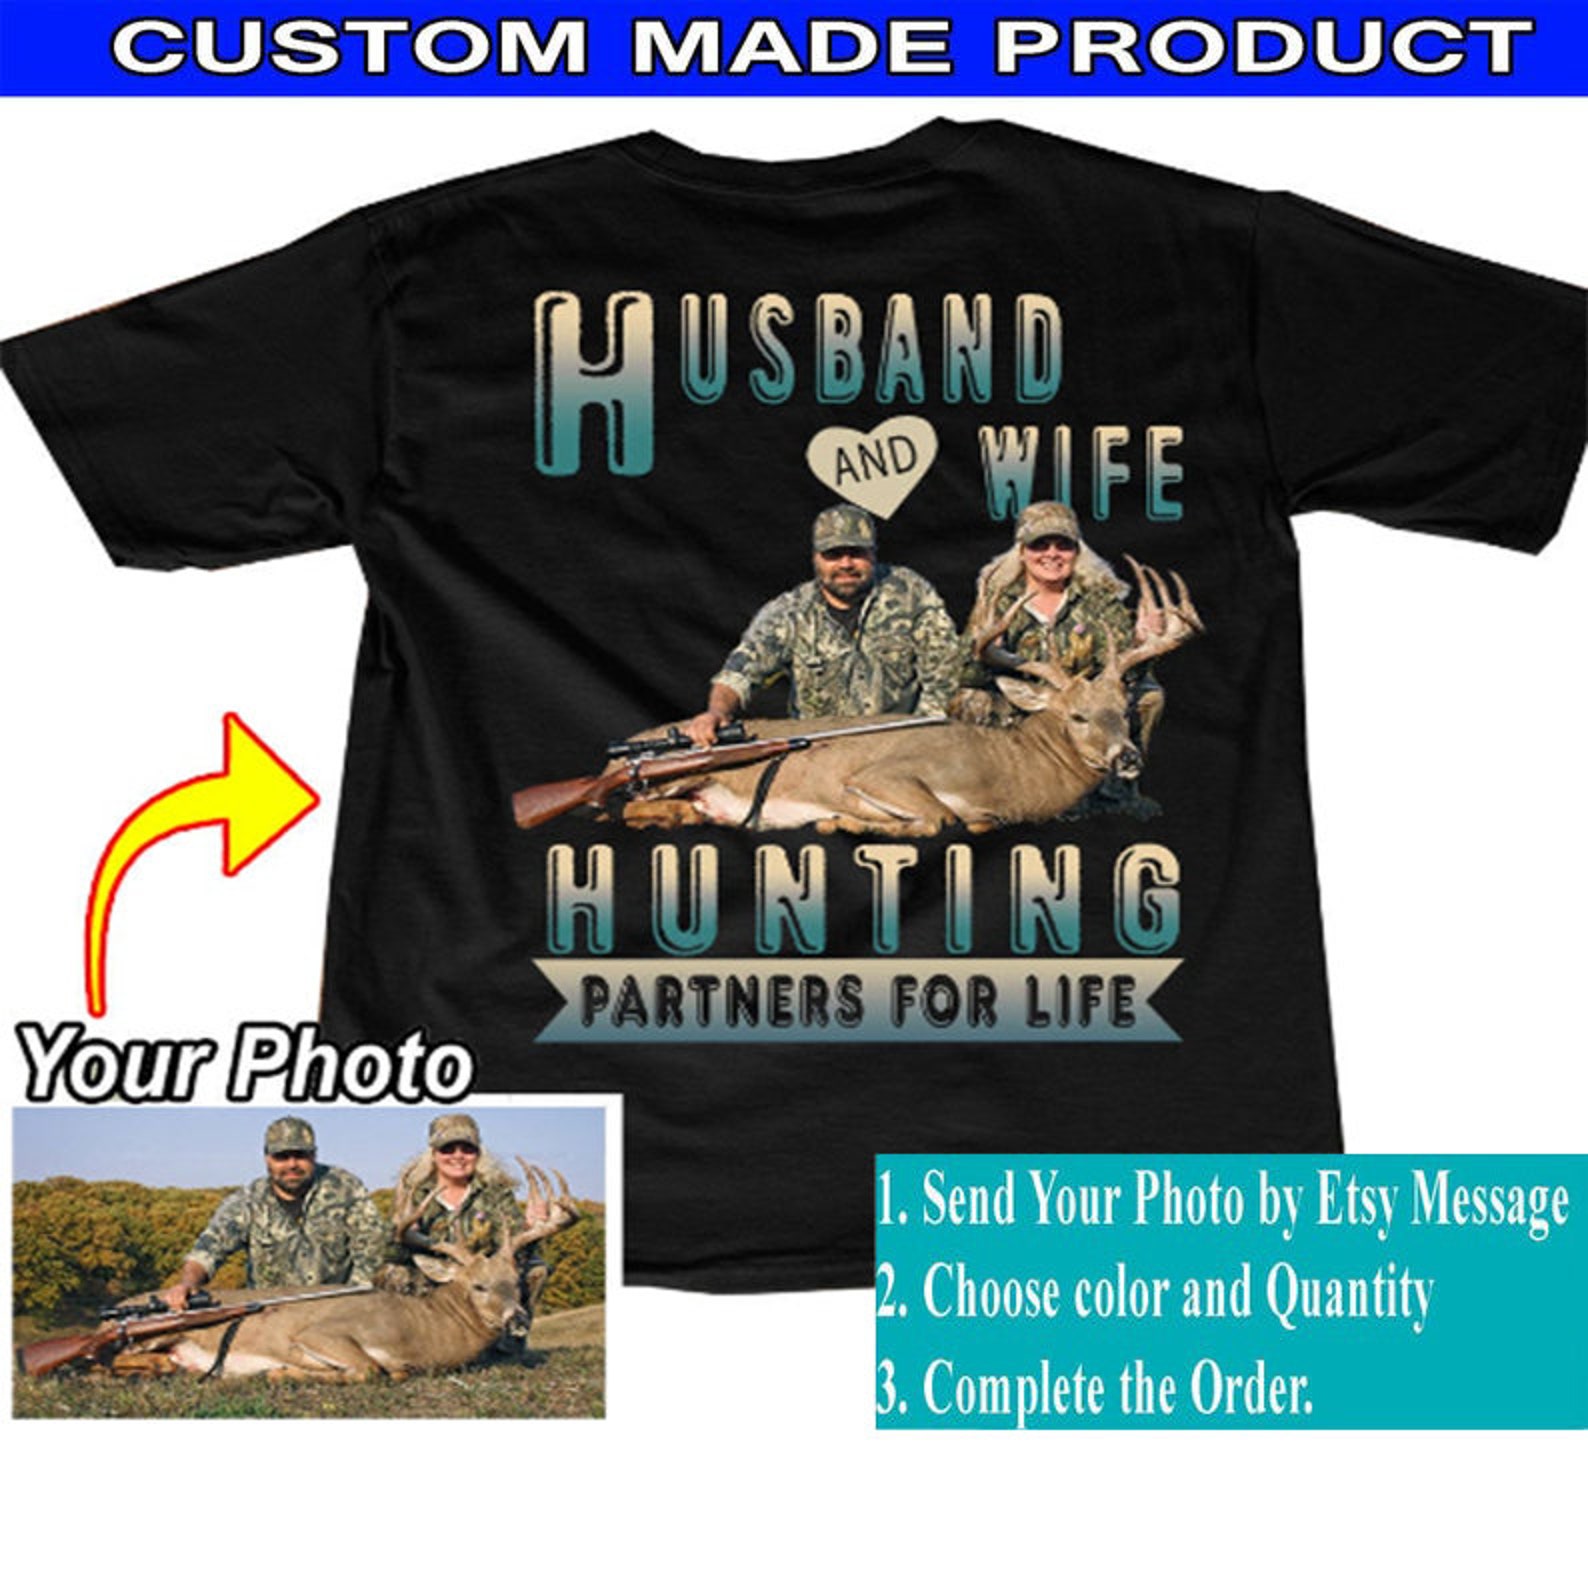 CUSTOM MADE PRODUCT
HUSBAND
AND WIFE
HUNTING
PARTNERS FOR LIFE
Your Photo
1. Send Your Photo by Etsy Message
2. Choose color and Quantity
3. Complete the Order.